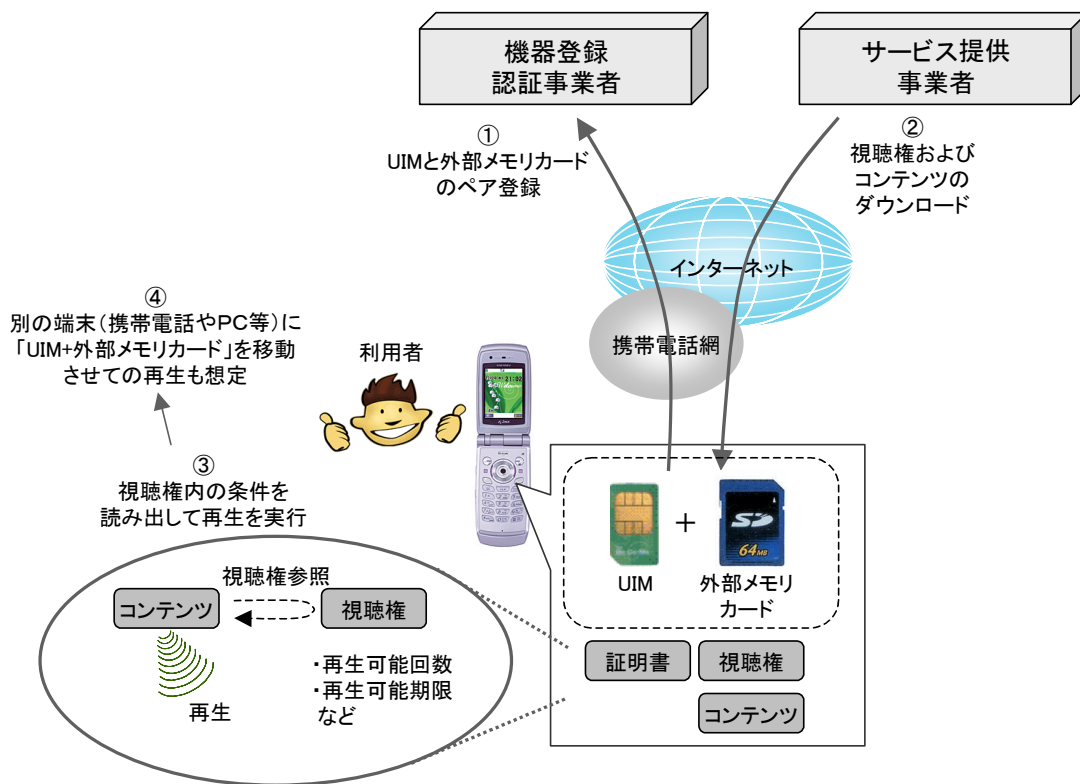 機器登録
認証事業者
サービス提供
事業者
①
UIMと外部メモリカード
のペア登録
②
視聴権および
コンテンツの
ダウンロード
インターネット
携帯電話網
④
別の端末（携帯電話やPC等）に
「UIM+外部メモリカード」を移動
させての再生も想定
利用者
③
視聴権内の条件を
読み出して再生を実行
UIM
+
外部メモリ
カード
SD
64MB
視聴権参照
コンテンツ
視聴権
・再生可能回数
・再生可能期限
など
再生
証明書
視聴権
コンテンツ